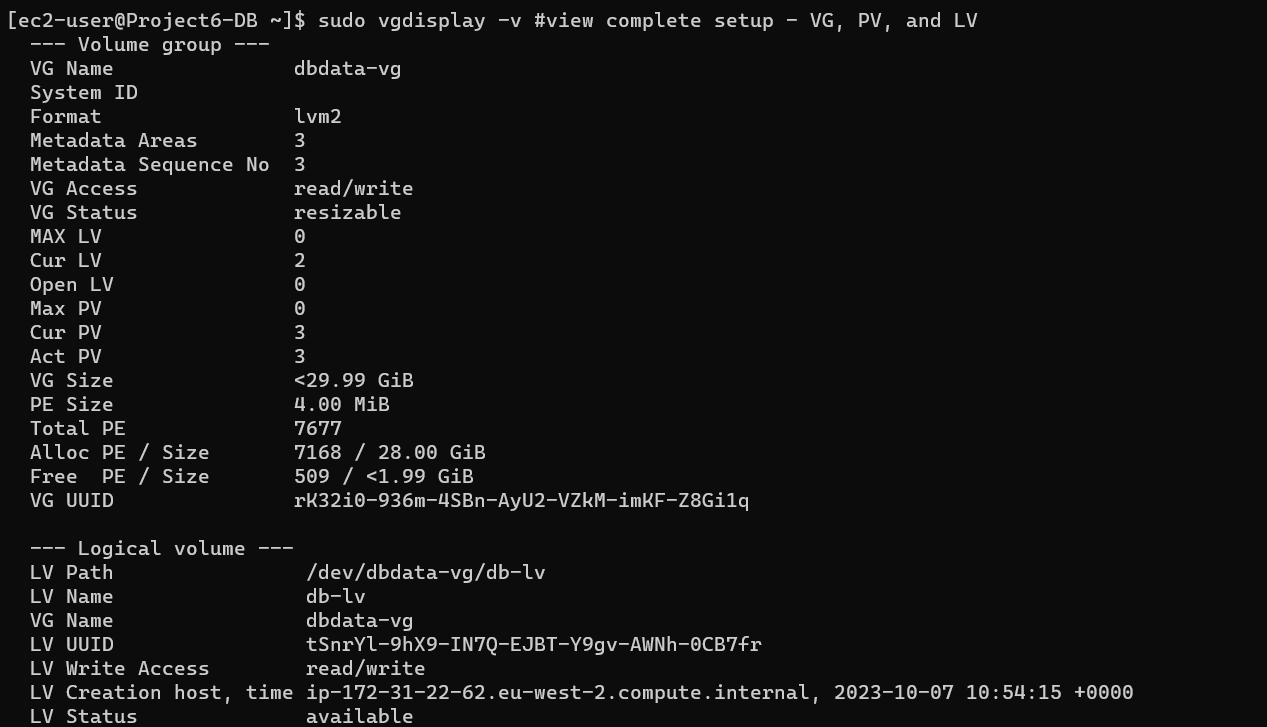 [ec2-user@Project6-DB ~]$ sudo vgdisplay -v #view complete setup - VG, PV, and LV
--- Volume group ---
VG Name dbdata-vg
System ID
Format lvm2
Metadata Areas 3
Metadata Sequence No 3
VG Access read/write
VG Status resizable
MAX LV 0
Cur LV 2
Open LV 0
Max PV 0
Cur PV 3
Act PV 3
VG Size <29.99 GiB
PE Size 4.00 MiB
Total PE 7677
Alloc PE / Size 7168 / 28.00 GiB
Free  PE / Size 509 / <1.99 GiB
VG UUID rK32i0-936m-4SBn-AyU2-VZkM-imKF-Z8Gi1q
--- Logical volume ---
LV Path /dev/dbdata-vg/db-lv
LV Name db-lv
VG Name dbdata-vg
LV UUID tSnrYl-9hX9-IN7Q-EJBT-Y9gv-AWNh-0CB7fr
LV Write Access read/write
LV Creation host, time ip-172-31-22-62.eu-west-2.compute.internal, 2023-10-07 10:54:15 +0000
LV Status available